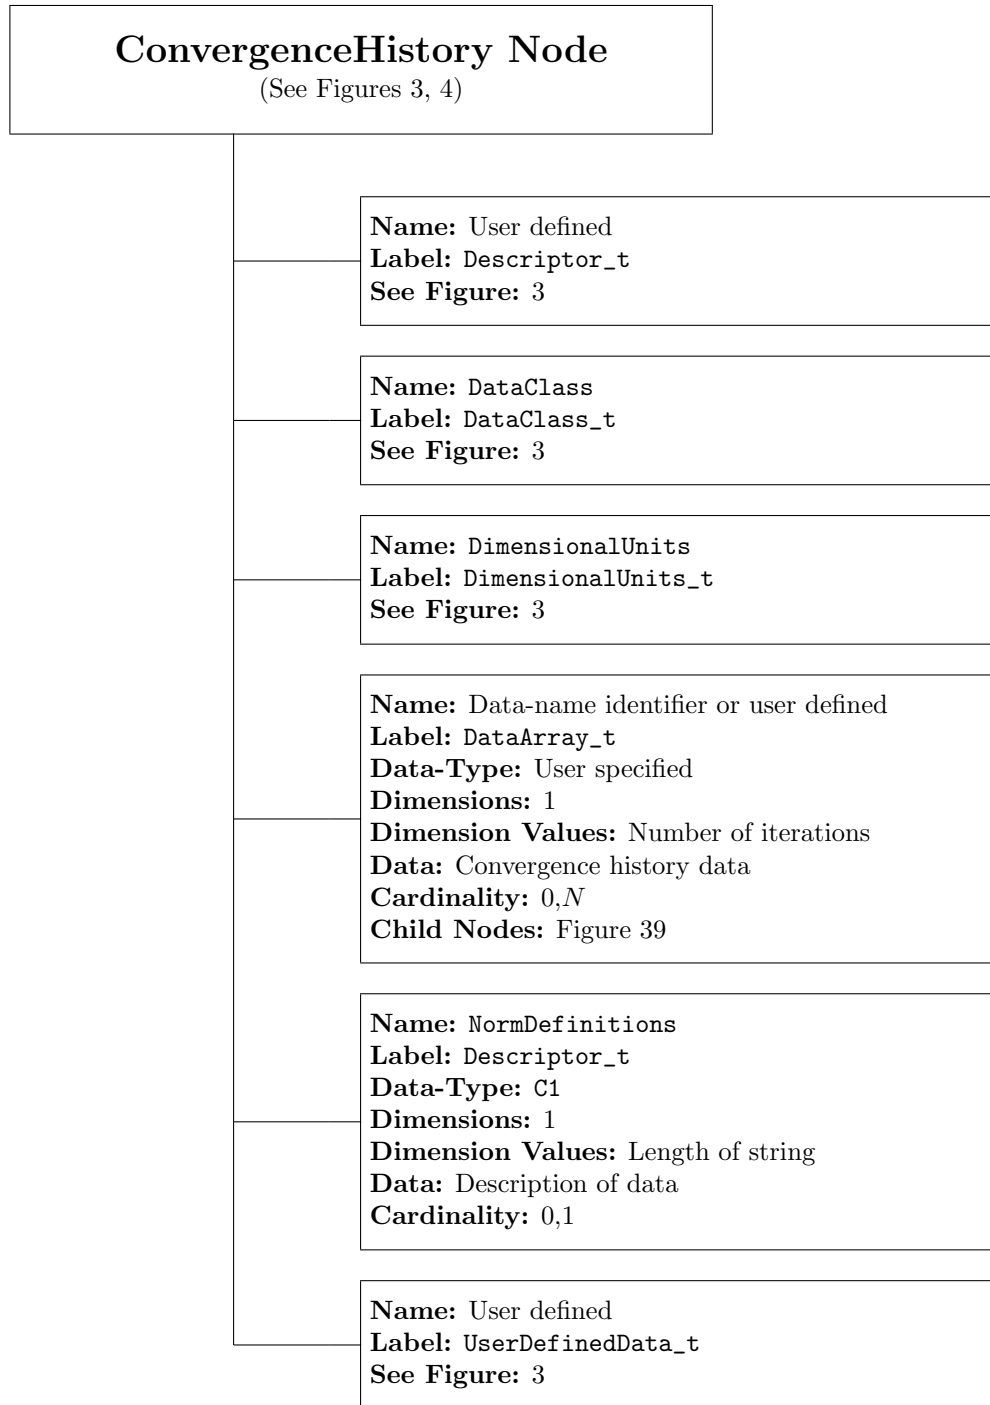 ConvergenceHistory Node
(See Figures 3, 4)
Name: User defined
Label: Descriptor_t
See Figure: 3
Name: DataClass
Label: DataClass_t
See Figure: 3
Name: DimensionalUnits
Label: DimensionalUnits_t
See Figure: 3
Name: Data-name identifier or user defined
Label: DataArray_t
Data-Type: User specified
Dimensions: 1
Dimension Values: Number of iterations
Data: Convergence history data
Cardinality: 0,N
Child Nodes: Figure 39
Name: NormDefinitions
Label: Descriptor_t
Data-Type: C1
Dimensions: 1
Dimension Values: Length of string
Data: Description of data
Cardinality: 0,1
Name: User defined
Label: UserDefinedData_t
See Figure: 3